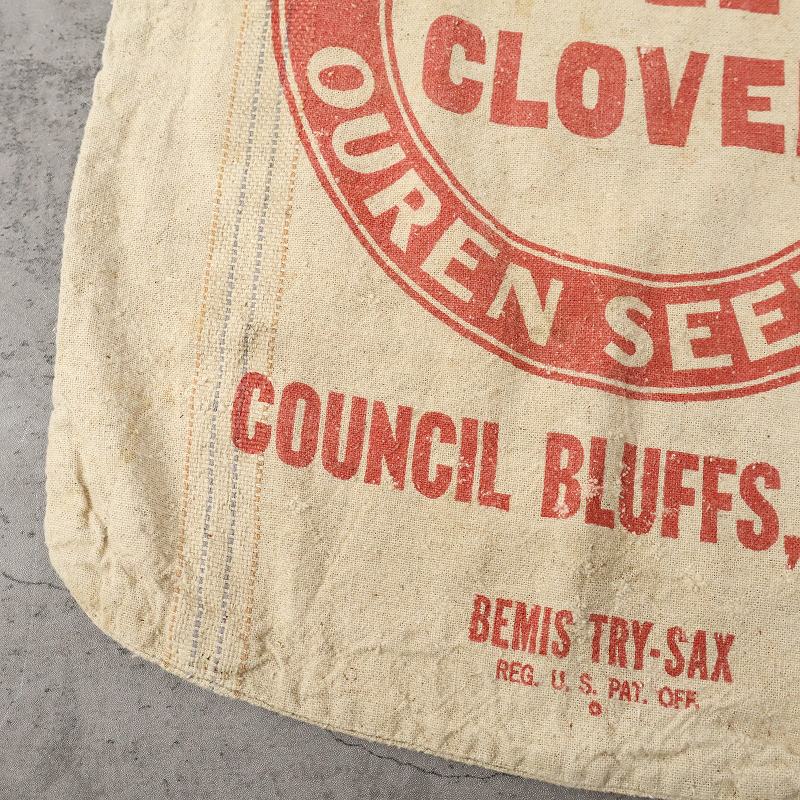 CLOVE
OUREN SEE
COUNCIL BLUFFS,
BEMIS TRY-SAX
REG. U. S. PAT. OFF.